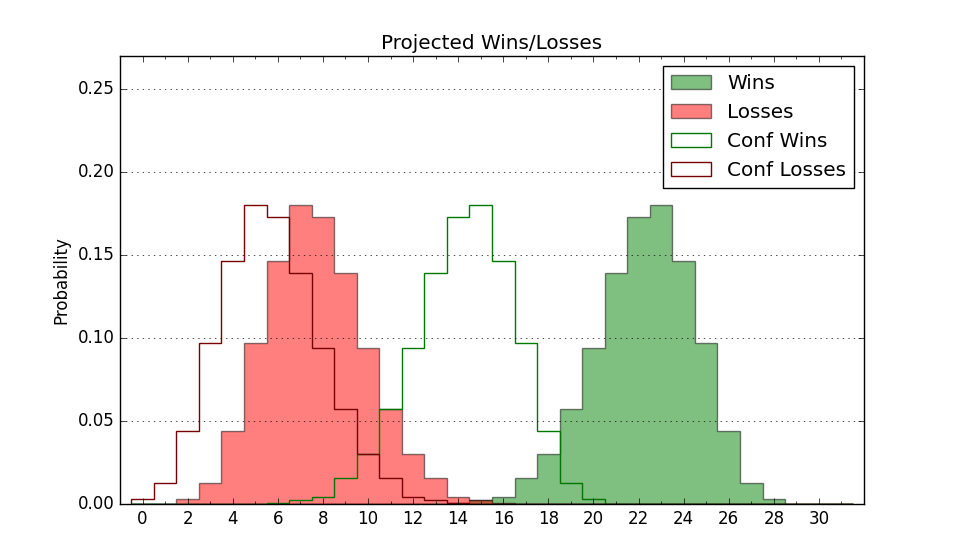 Projected Wins/Losses
Wins
Losses
Conf Wins
Conf Losses
Probability
0.25
0.20
0.15
0.10
0.05
0.00
0 2 4 6 8 10 12 14 16 18 20 22 24 26 28 30